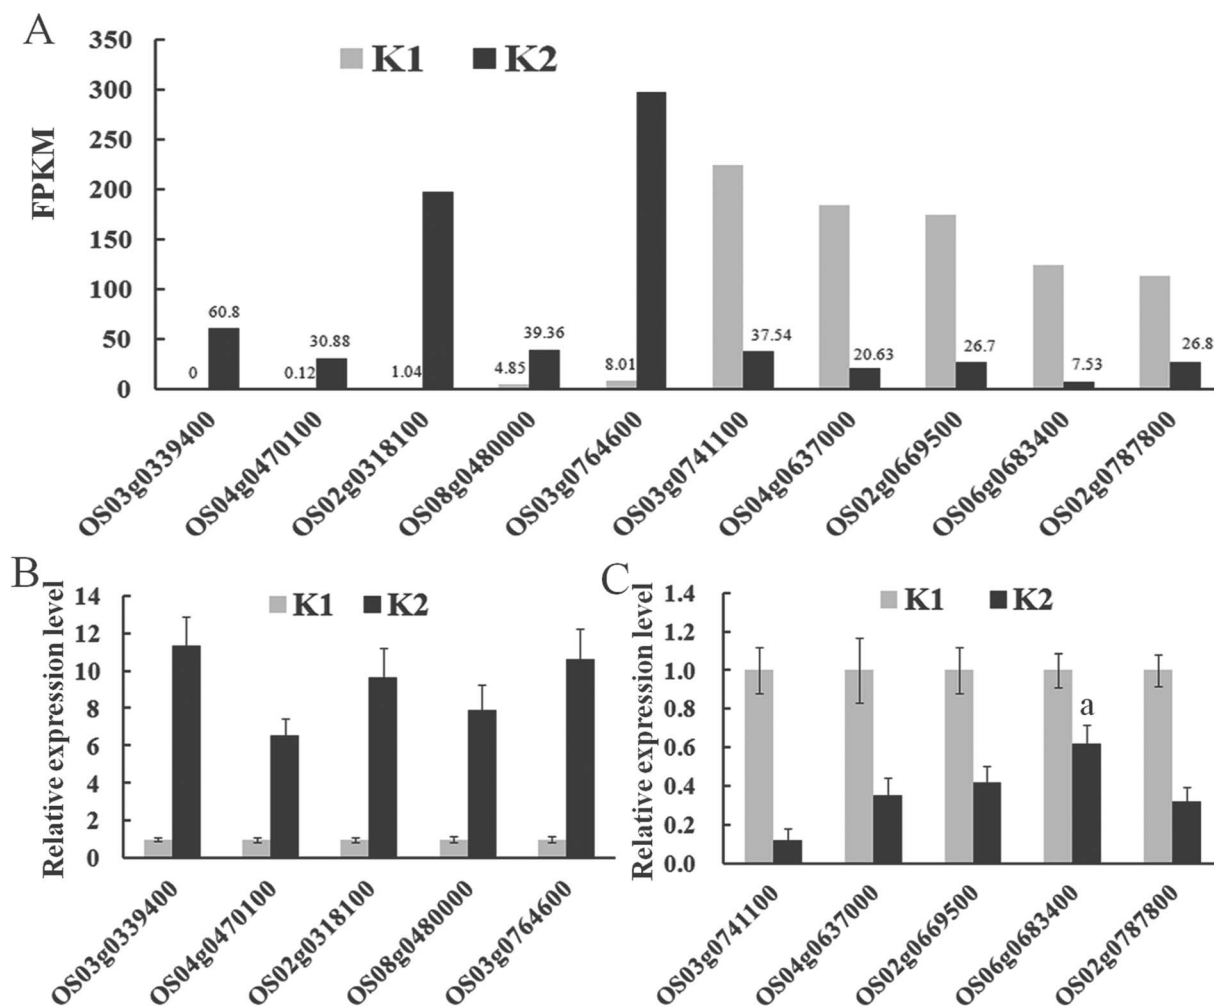 A
350
300
250
200
150
100
50
0
FPKM
K1 K2
0 60.8 0.12 30.88 1.04 4.85 39.36 8.01 37.54 20.63 26.7 7.53 26.8
OS03g0339400 OS04g0470100 OS02g0318100 OS08g0480000 OS03g0764600 OS03g0741100 OS04g0637000 OS02g0669500 OS06g0683400 OS02g0787800
B
Relative expression level
14
12
10
8
6
4
2
0
K1 K2
OS03g0339400 OS04g0470100 OS02g0318100 OS08g0480000 OS03g0764600
C
Relative expression level
1.4
1.2
1.0
0.8
0.6
0.4
0.2
0.0
K1 K2
a
OS03g0741100 OS04g0637000 OS02g0669500 OS06g0683400 OS02g0787800